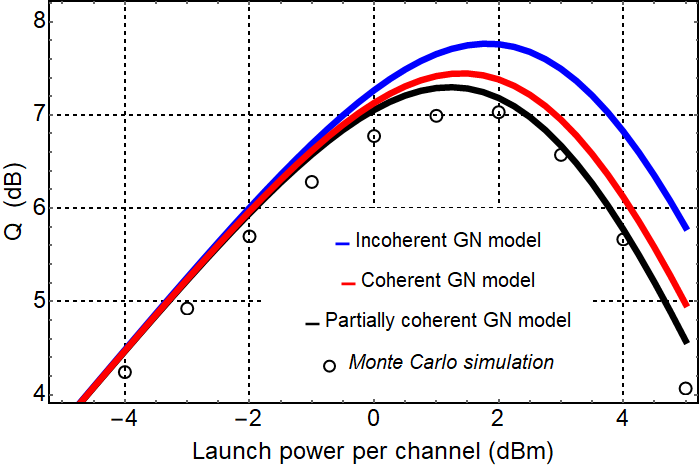 8
7
6
5
4
Q (dB)
Incoherent GN model
Coherent GN model
Partially coherent GN model
Monte Carlo simulation
−4 −2 0 2 4
Launch power per channel (dBm)